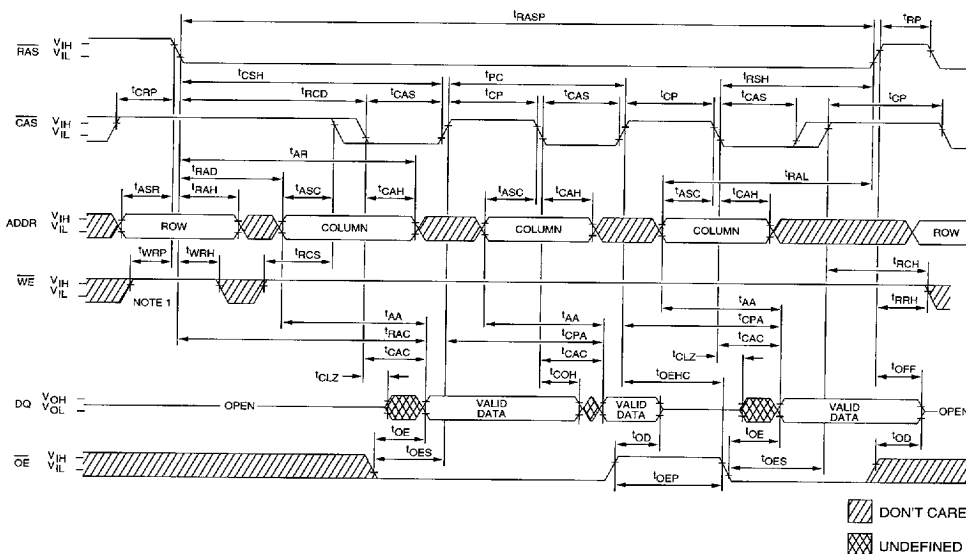 tRASP tRP
RAS VIH VIL
tCSH tPC tRSH
tCRP tRCD tCAS tCP tCAS tCP tCAS tCP
CAS VIH VIL
tAR
tRAD tRAL
tASR tRAH tASC tCAH tASC tCAH tASC tCAH
ADDR VIH VIL ROW COLUMN COLUMN COLUMN ROW
tWRP tWRH tRCS tRCH
WE VIH VIL
NOTE 1 tRRH
tAA tAA tAA
tRAC tCPA tCPA
tCAC tCAC tCAC
tCLZ tCOH tOEHC tCLZ tOFF
DQ VOH VOL OPEN VALID DATA VALID DATA VALID DATA OPEN
tOE tOD tOE tOD
tOES tOES
OE VIH VIL
tOEP
DON'T CARE
UNDEFINED